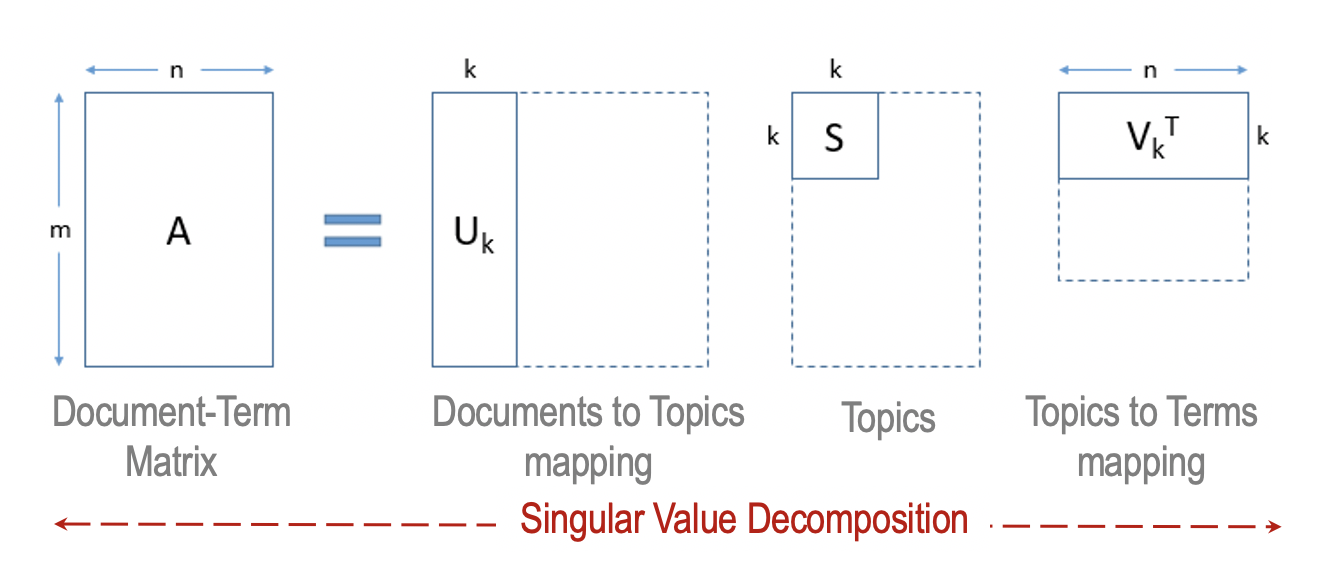 n
k
k
n
m
A
=
U_k
k
S
V_k^T
k
Document-Term
Matrix
Documents to Topics
mapping
Topics
Topics to Terms
mapping
Singular Value Decomposition